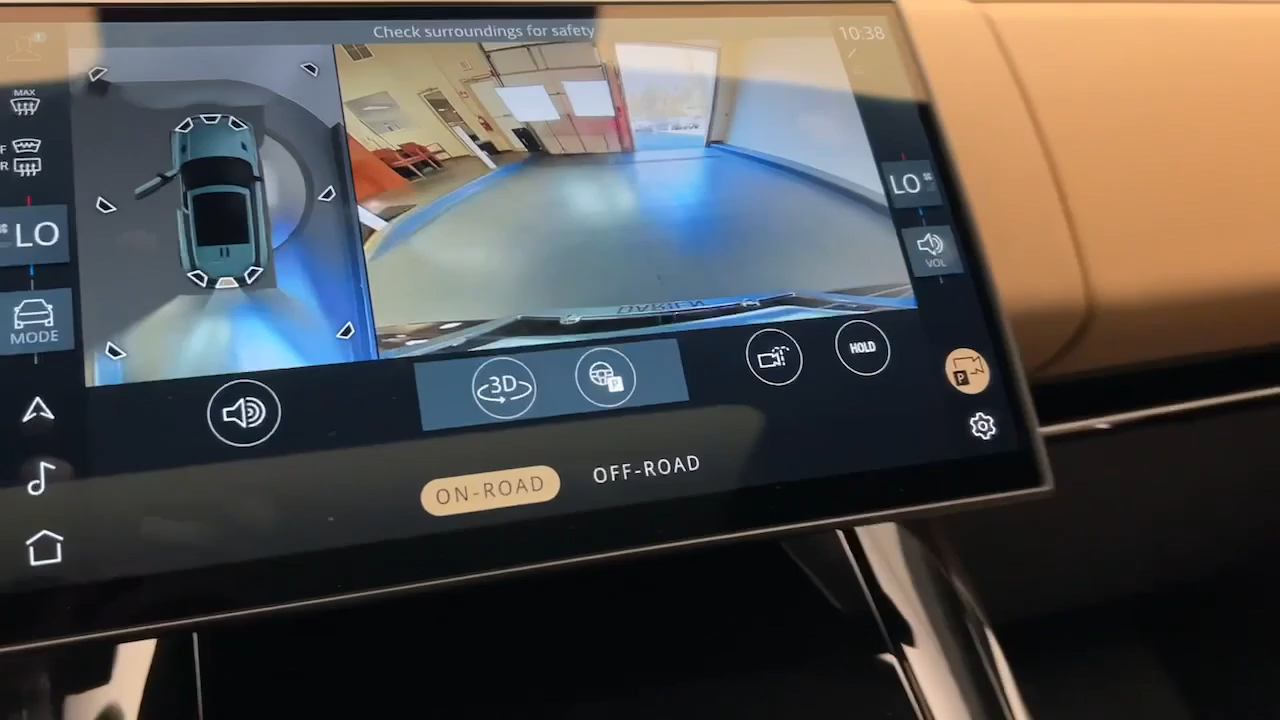 Check surroundings for safety
10:38
MAX
F
R
LO
LO
VOL
MODE
3D
P
HOLD
P
ON-ROAD
OFF-ROAD